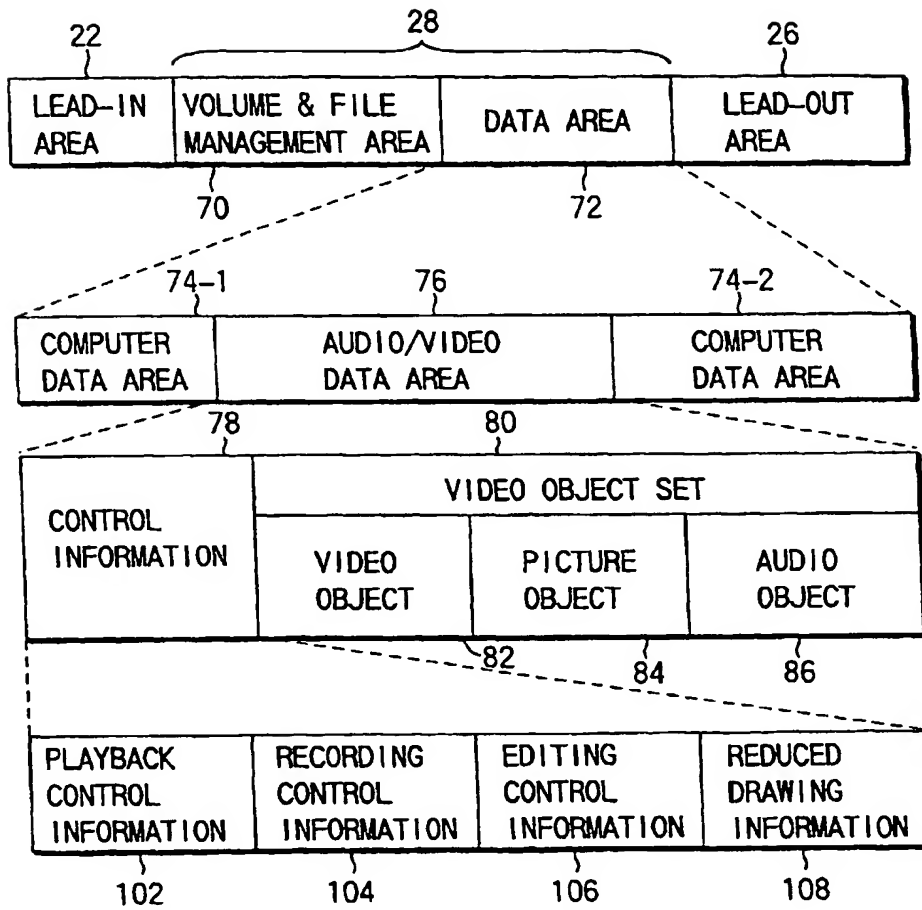 22
28
26
LEAD-IN
AREA
VOLUME & FILE
MANAGEMENT AREA
DATA AREA
LEAD-OUT
AREA
70
72
74-1
76
74-2
COMPUTER
DATA AREA
AUDIO/VIDEO
DATA AREA
COMPUTER
DATA AREA
78
80
CONTROL
INFORMATION
VIDEO OBJECT SET
VIDEO
OBJECT
PICTURE
OBJECT
AUDIO
OBJECT
82
84
86
PLAYBACK
CONTROL
INFORMATION
RECORDING
CONTROL
INFORMATION
EDITING
CONTROL
INFORMATION
REDUCED
DRAWING
INFORMATION
102
104
106
108